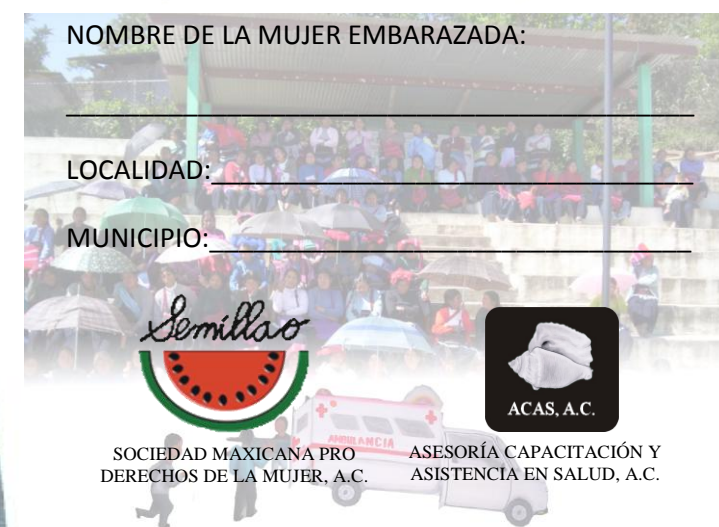 NOMBRE DE LA MUJER EMBARAZADA:
LOCALIDAD:
MUNICIPIO:
Semillas
ACAS, A.C.
AMBULANCIA
SOCIEDAD MAXICANA PRO
DERECHOS DE LA MUJER, A.C.
ASESORÍA CAPACITACIÓN Y
ASISTENCIA EN SALUD, A.C.